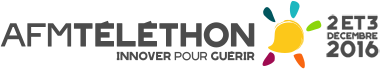 AFMTÉLÉTHON
INNOVER POUR GUÉRIR
2 ET 3
DÉCEMBRE
2016